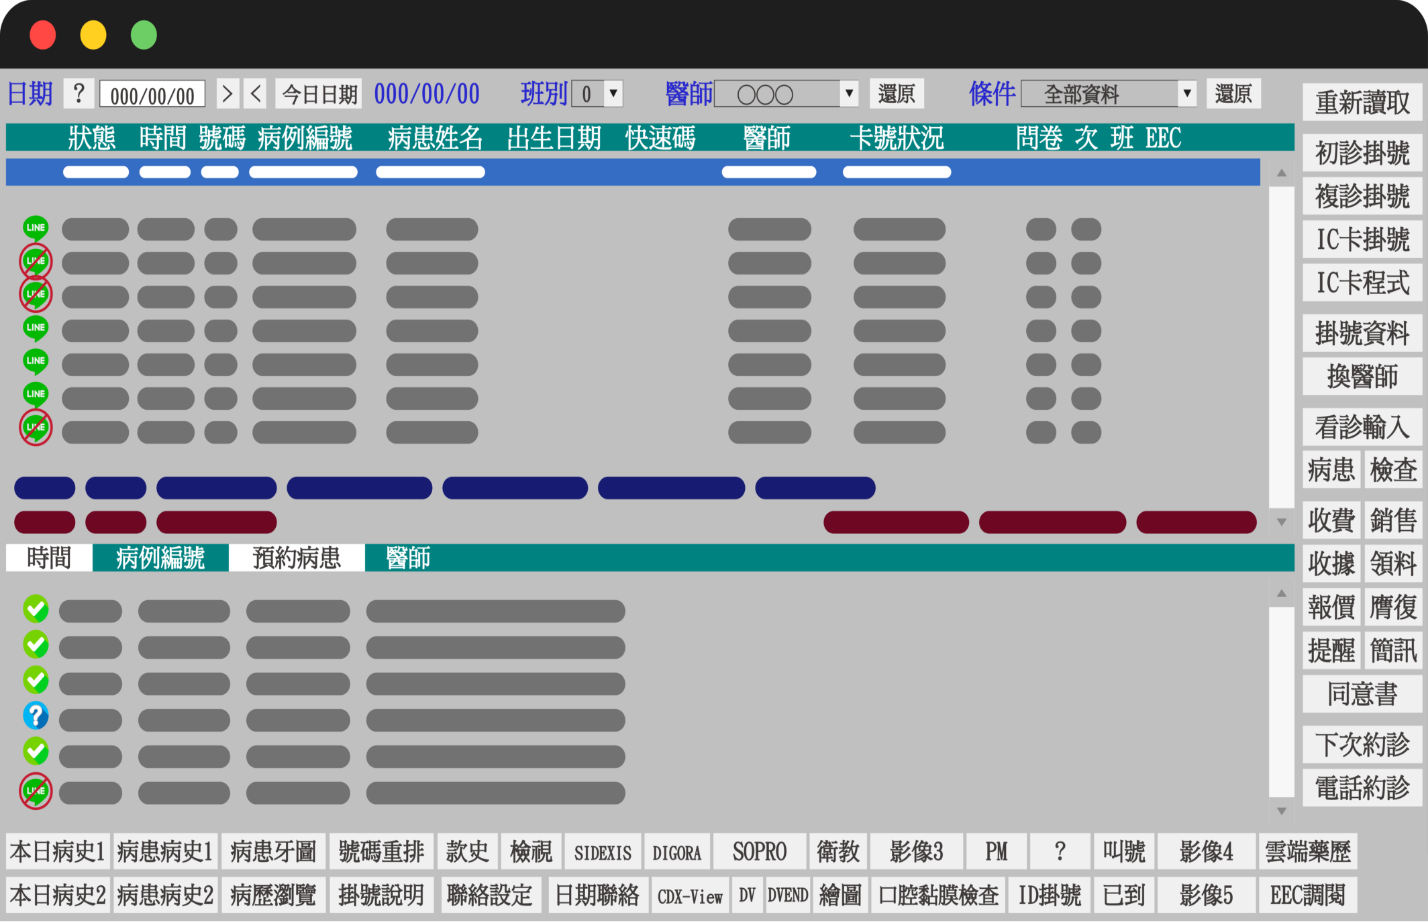 日期 ? 000/00/00 > < 今日日期 000/00/00 班別 0 ▼ 醫師 ○○○ ▼ 還原 條件 全部資料 ▼ 還原
重新讀取
狀態 時間 號碼 病例編號 病患姓名 出生日期 快速碼 醫師 卡號狀況 問卷 次 班 EEC
初診掛號
複診掛號
LINE
IC卡掛號
LINE
IC卡程式
LINE
LINE
掛號資料
LINE
換醫師
LINE
LINE
看診輸入
病患 檢查
收費 銷售
時間 病例編號 預約病患 醫師
收據 領料
報價 膺復
提醒 簡訊
同意書
?
下次約診
電話約診
LINE
本日病史1 病患病史1 病患牙圖 號碼重排 款史 檢視 SIDEXIS DIGORA SOPRO 衛教 影像3 PM ? 叫號 影像4 雲端藥歷
本日病史2 病患病史2 病歷瀏覽 掛號說明 聯絡設定 日期聯絡 CDX-View DV DVEND 繪圖 口腔黏膜檢查 ID掛號 已到 影像5 EEC調閱